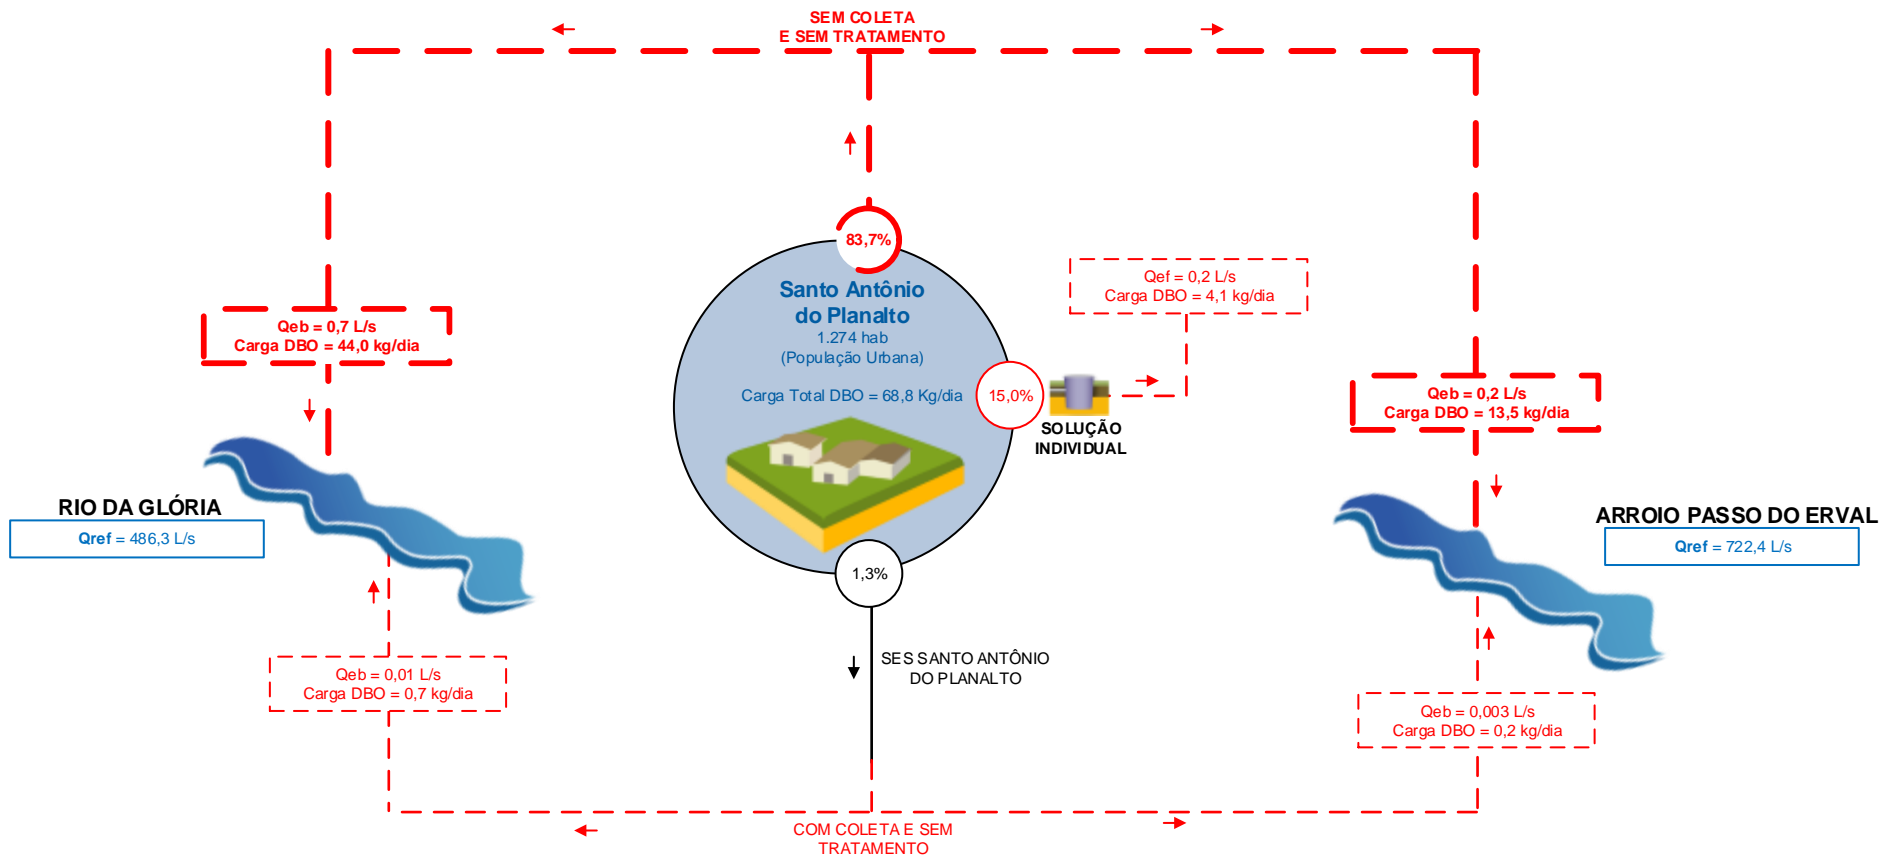 SEM COLETA
E SEM TRATAMENTO
83,7%
Santo Antônio
do Planalto
1.274 hab
(População Urbana)
Carga Total DBO = 68,8 Kg/dia
15,0%
SOLUÇÃO
INDIVIDUAL
Qef = 0,2 L/s
Carga DBO = 4,1 kg/dia
Qeb = 0,7 L/s
Carga DBO = 44,0 kg/dia
Qeb = 0,2 L/s
Carga DBO = 13,5 kg/dia
RIO DA GLÓRIA
Qref = 486,3 L/s
ARROIO PASSO DO ERVAL
Qref = 722,4 L/s
1,3%
SES SANTO ANTÔNIO
DO PLANALTO
Qeb = 0,01 L/s
Carga DBO = 0,7 kg/dia
Qeb = 0,003 L/s
Carga DBO = 0,2 kg/dia
COM COLETA E SEM
TRATAMENTO